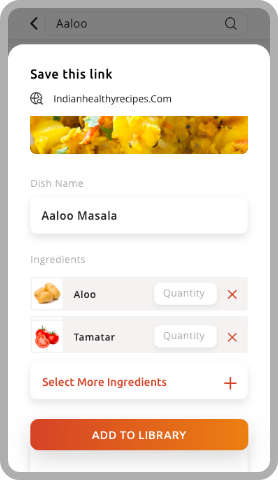 Aaloo
Save this link
Indianhealthyrecipes.Com
Dish Name
Aaloo Masala
Ingredients
Aloo Quantity
Tamatar Quantity
Select More Ingredients
ADD TO LIBRARY